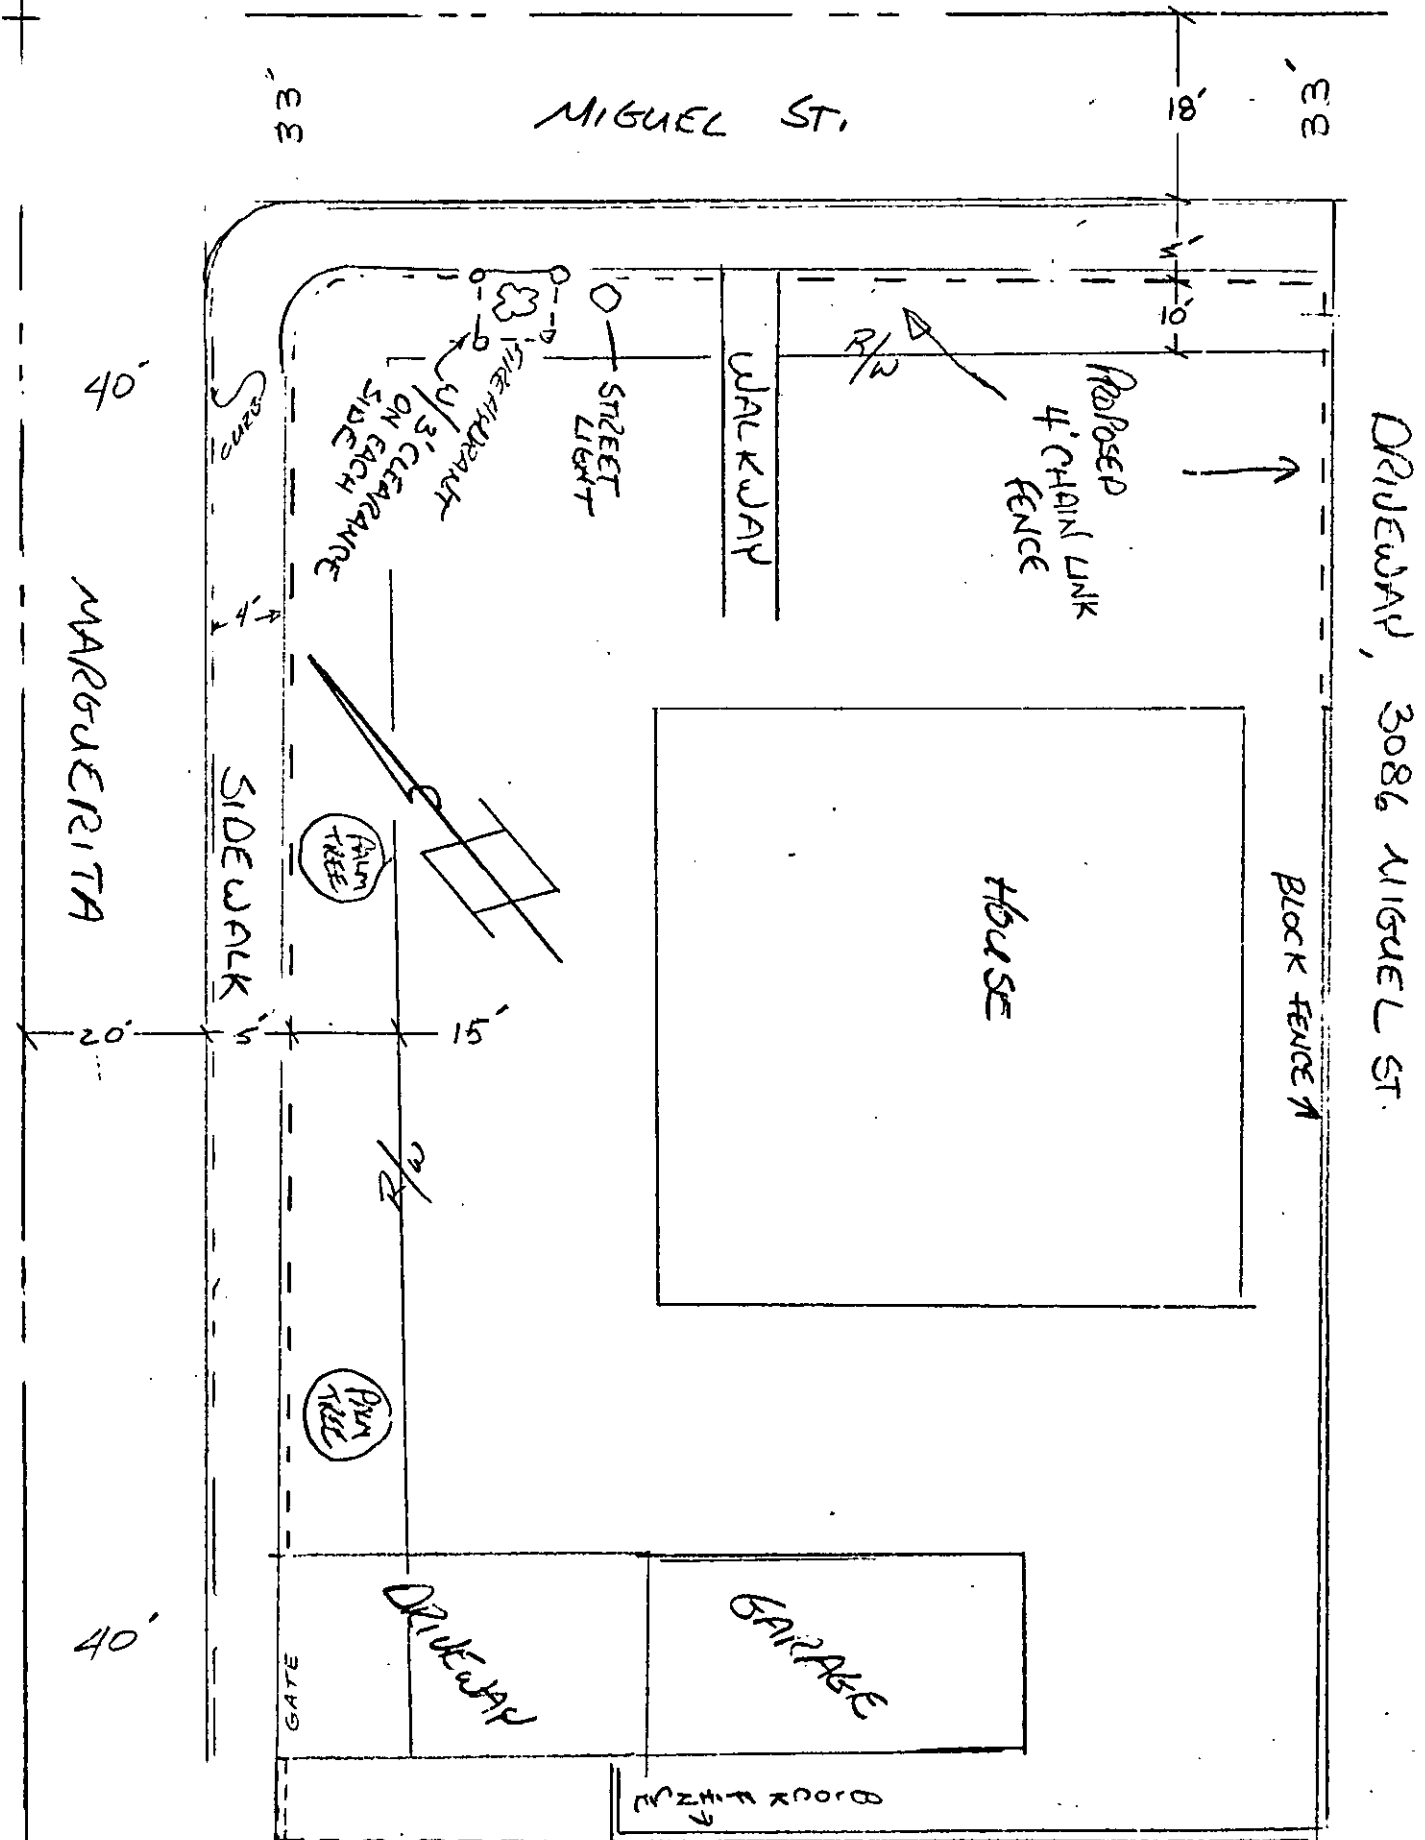 33'
MIGUEL ST.
18'
33'
4'
10'
R/W
PROPOSED
4' CHAIN LINK
FENCE
DRIVEWAY, 3086 MIGUEL ST.
40'
CURB
FIRE HYDRANT
W/ 3' CLEARANCE
ON EACH
SIDE
STREET
LIGHT
WALKWAY
4'
MARGUERITA
SIDEWALK
PALM
TREE
HOUSE
BLOCK FENCE
20'
15'
R/W
PALM
TREE
40'
GATE
DRIVEWAY
GARAGE
BLOCK FENCE